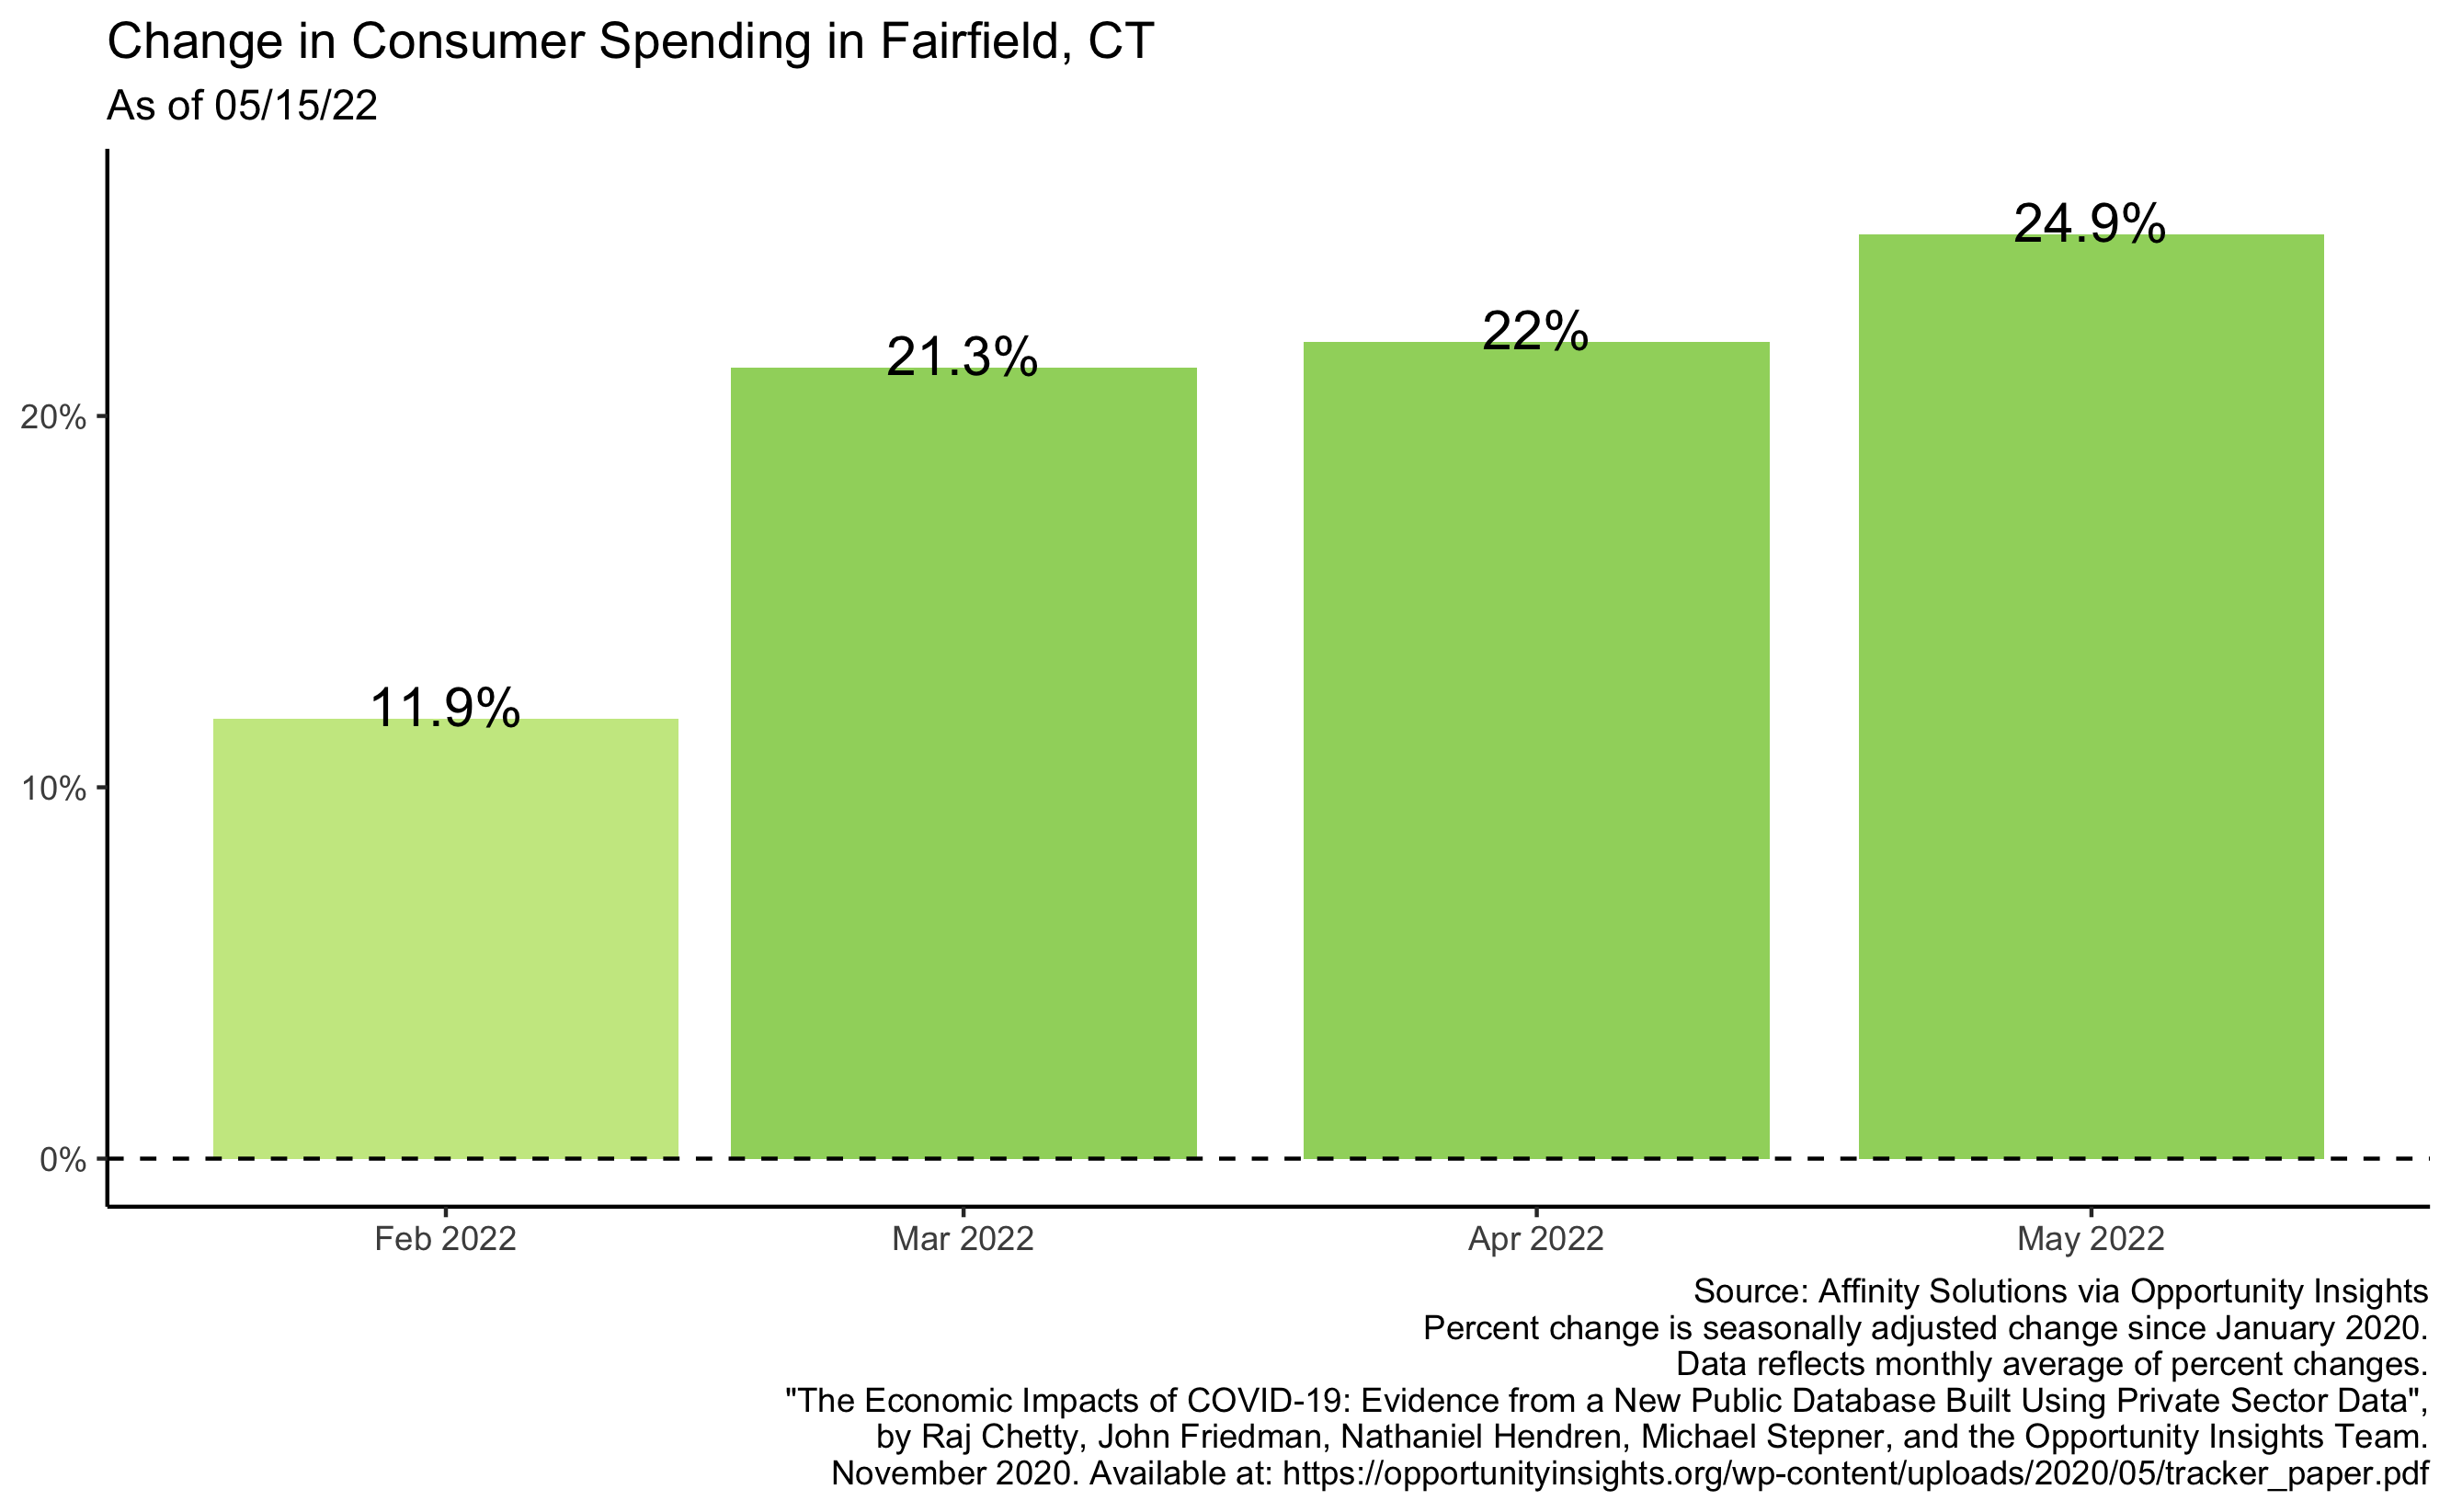 Change in Consumer Spending in Fairfield, CT
As of 05/15/22
24.9%
22%
21.3%
20%
11.9%
10%
0%
Feb 2022
Mar 2022
Apr 2022
May 2022
Source: Affinity Solutions via Opportunity Insights
Percent change is seasonally adjusted change since January 2020.
Data reflects monthly average of percent changes.
"The Economic Impacts of COVID-19: Evidence from a New Public Database Built Using Private Sector Data",
by Raj Chetty, John Friedman, Nathaniel Hendren, Michael Stepner, and the Opportunity Insights Team.
November 2020. Available at: https://opportunityinsights.org/wp-content/uploads/2020/05/tracker_paper.pdf